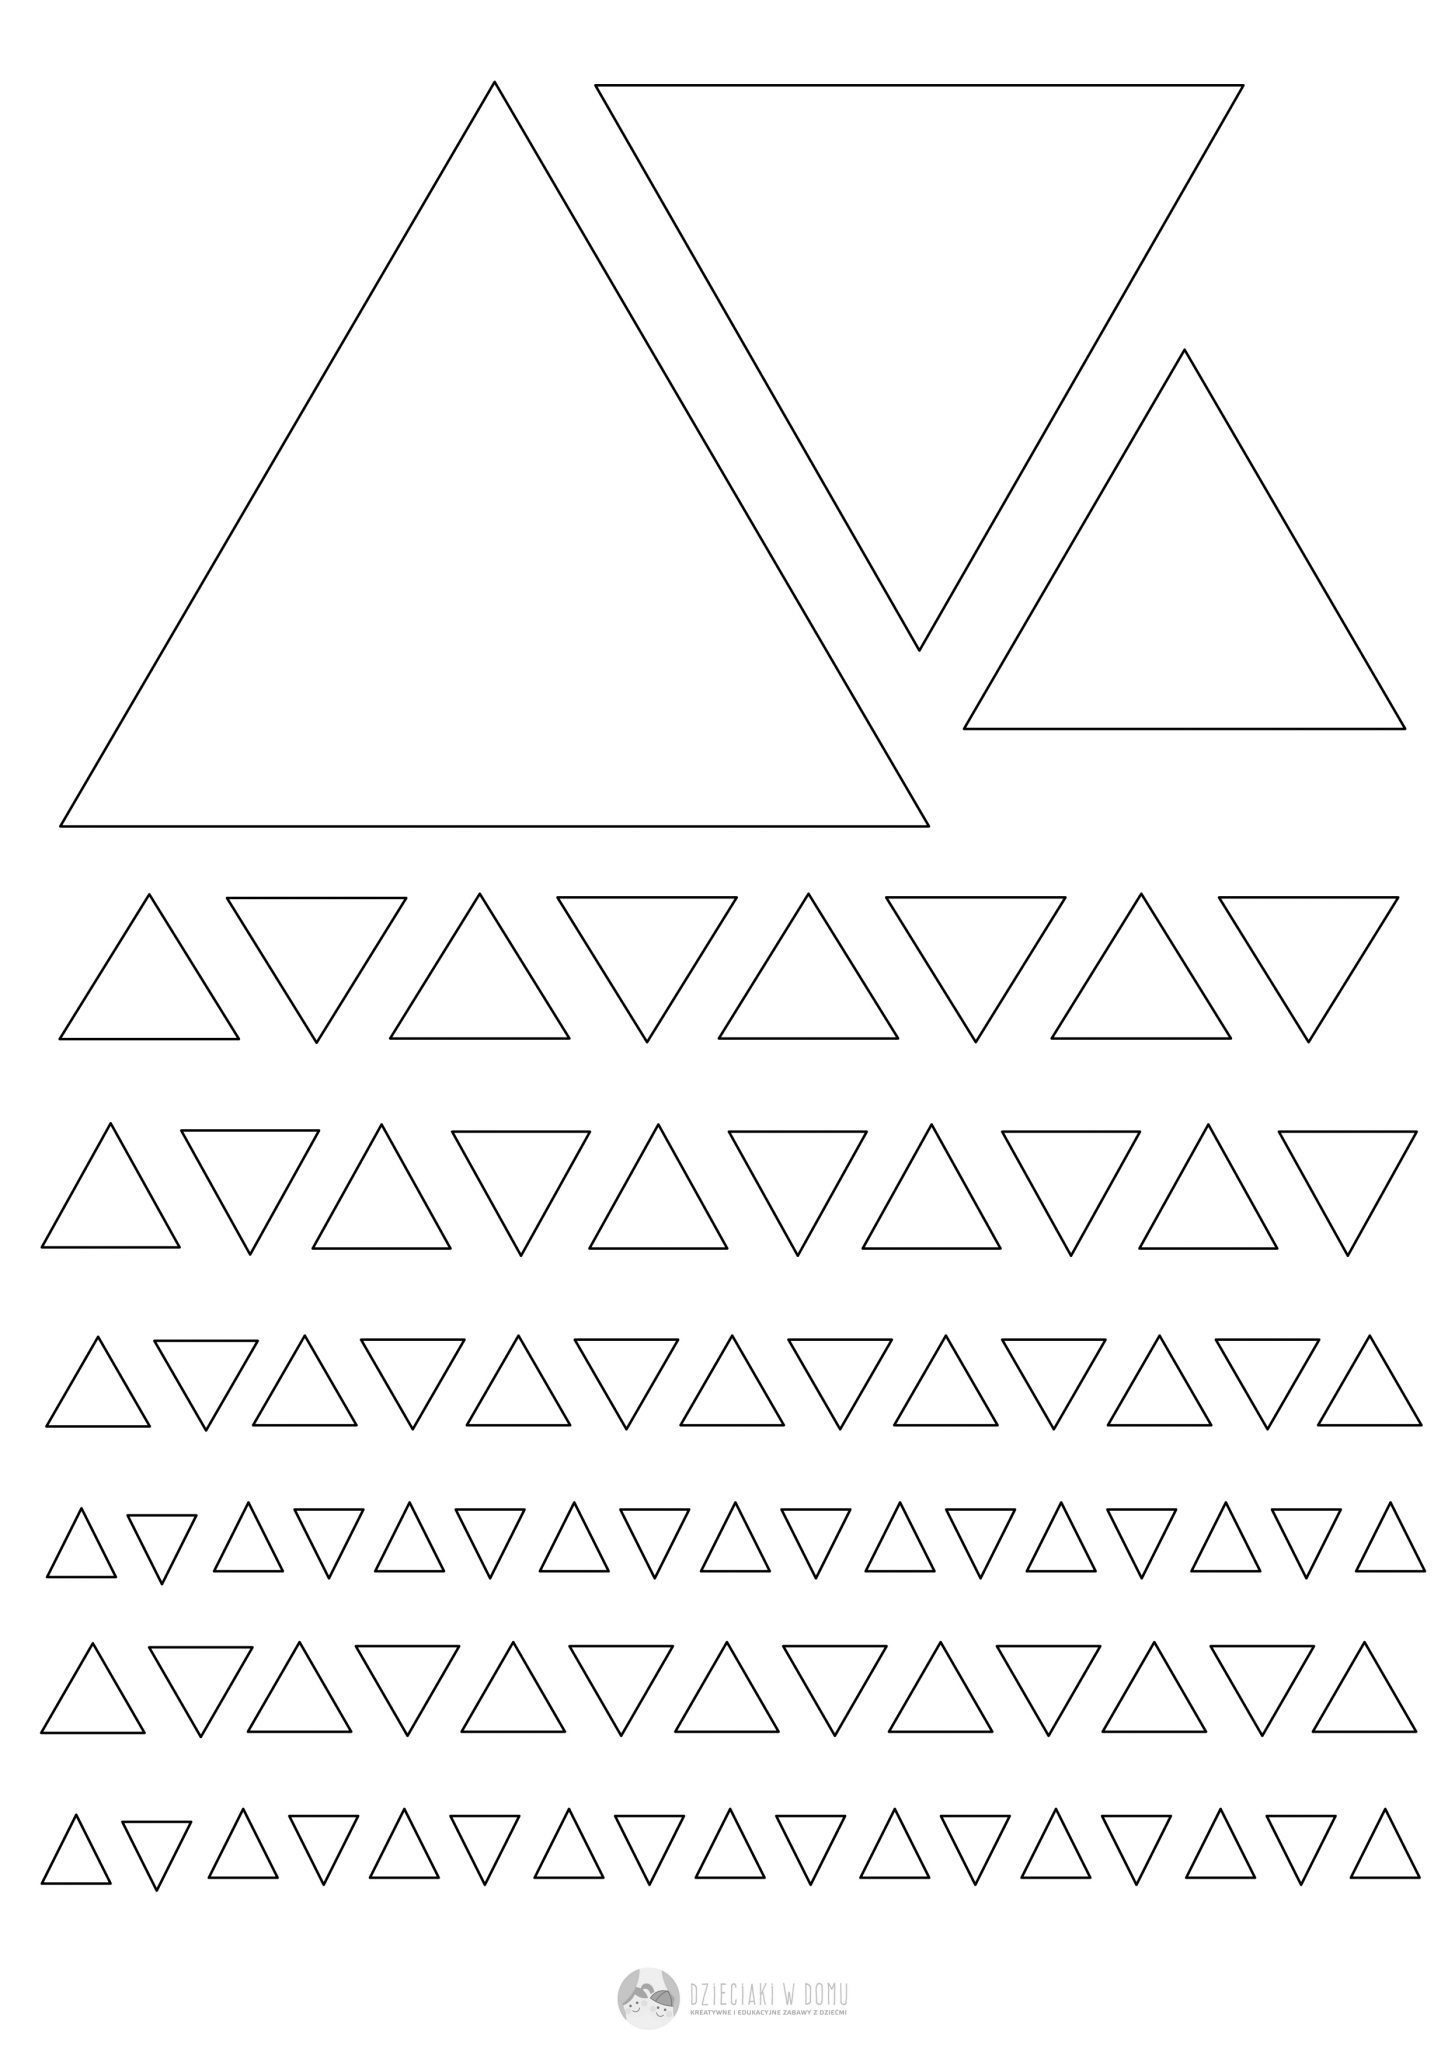 DZIECIAKI W DOMU
KREATYWNE I EDUKACYJNE ZABAWY Z DZIEĆMI